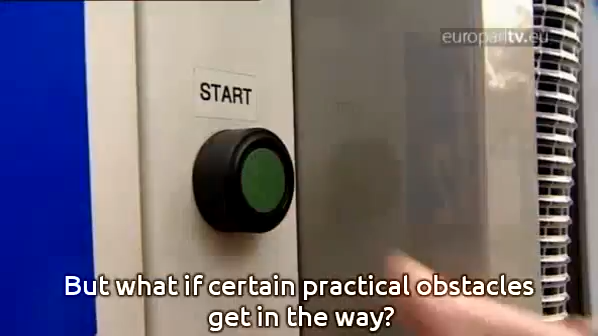 europarltv.eu
START
But what if certain practical obstacles
get in the way?